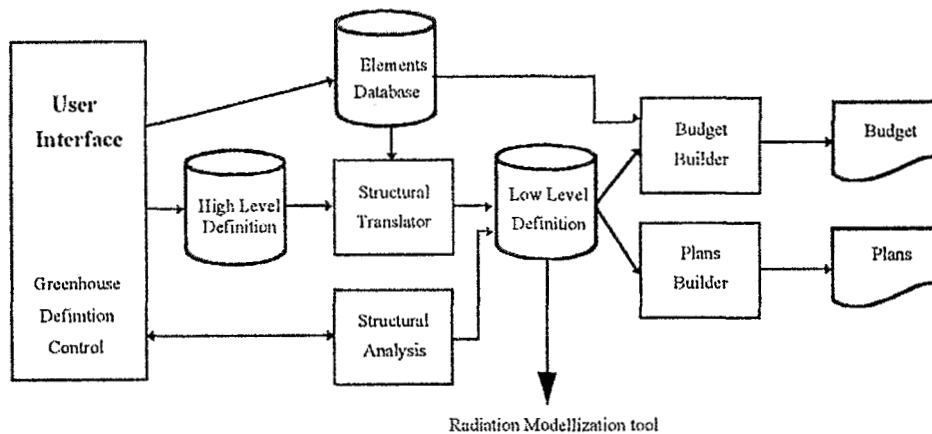 User
Interface
Greenhouse
Definition
Control
Elements
Database
High Level
Definition
Structural
Translator
Structural
Analysis
Low Level
Definition
Budget
Builder
Plans
Builder
Budget
Plans
Radiation Modellization tool